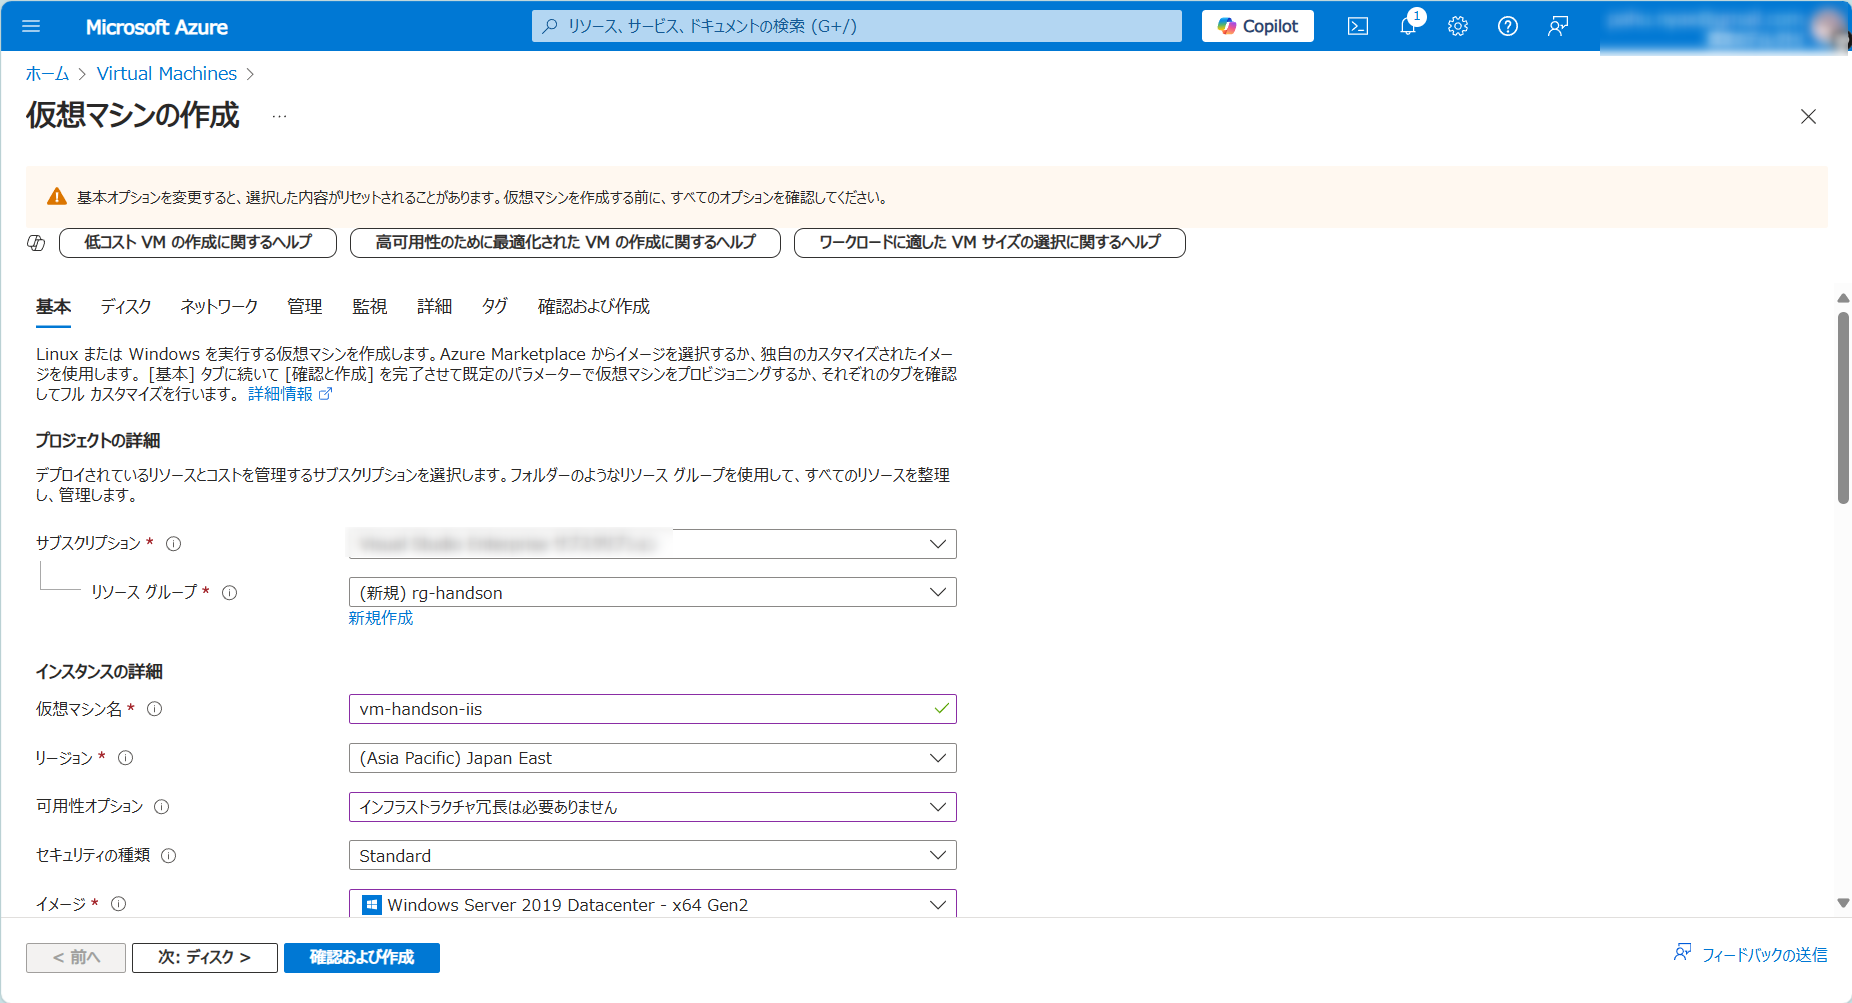 Microsoft Azure
リソース、サービス、ドキュメントの検索 (G+/)
Copilot
1
ホーム > Virtual Machines >
仮想マシンの作成 ...
基本オプションを変更すると、選択した内容がリセットされることがあります。仮想マシンを作成する前に、すべてのオプションを確認してください。
低コスト VM の作成に関するヘルプ
高可用性のために最適化された VM の作成に関するヘルプ
ワークロードに適した VM サイズの選択に関するヘルプ
基本 ディスク ネットワーク 管理 監視 詳細 タグ 確認および作成
Linux または Windows を実行する仮想マシンを作成します。Azure Marketplace からイメージを選択するか、独自のカスタマイズされたイメー
ジを使用します。 [基本] タブに続いて [確認と作成] を完了させて既定のパラメーターで仮想マシンをプロビジョニングするか、それぞれのタブを確認
してフル カスタマイズを行います。 詳細情報
プロジェクトの詳細
デプロイされているリソースとコストを管理するサブスクリプションを選択します。フォルダーのようなリソース グループを使用して、すべてのリソースを整理
し、管理します。
サブスクリプション *
リソース グループ *
(新規) rg-handson
新規作成
インスタンスの詳細
仮想マシン名 *
vm-handson-iis
リージョン *
(Asia Pacific) Japan East
可用性オプション
インフラストラクチャ冗長は必要ありません
セキュリティの種類
Standard
イメージ *
Windows Server 2019 Datacenter - x64 Gen2
< 前へ
次: ディスク >
確認および作成
フィードバックの送信